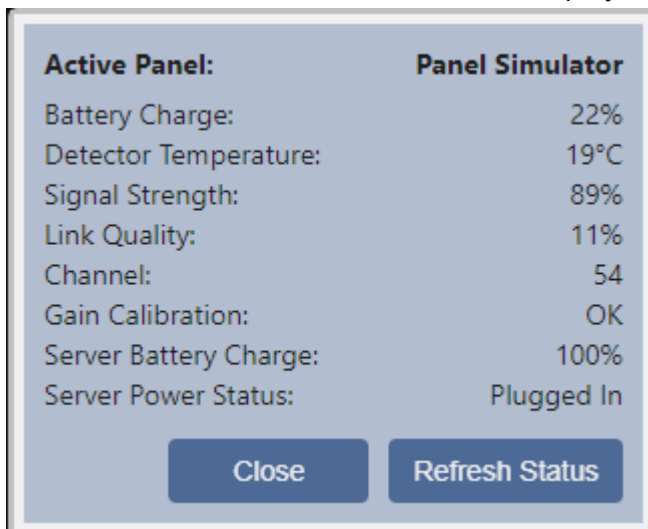 Active Panel: Panel Simulator
Battery Charge: 22%
Detector Temperature: 19°C
Signal Strength: 89%
Link Quality: 11%
Channel: 54
Gain Calibration: OK
Server Battery Charge: 100%
Server Power Status: Plugged In
Close Refresh Status